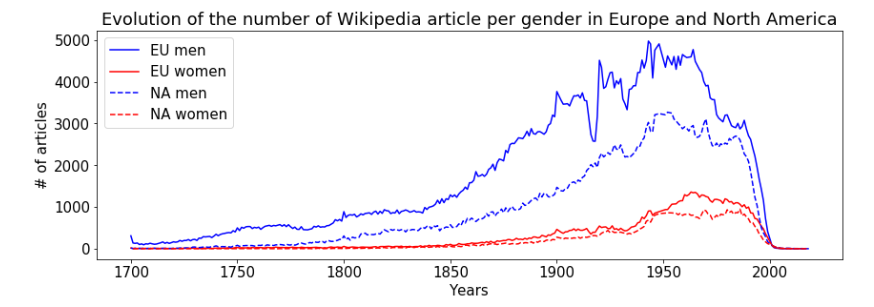 Evolution of the number of Wikipedia article per gender in Europe and North America
5000
4000
3000
2000
1000
0
# of articles
EU men
EU women
NA men
NA women
1700 1750 1800 1850 1900 1950 2000
Years